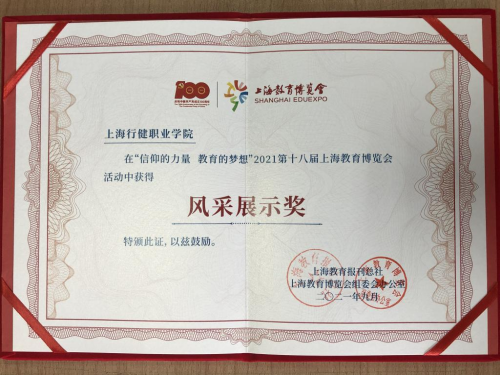 100
上海教育博览会
SHANGHAI EDUEXPO
上海行健职业学院
在“信仰的力量 教育的梦想”2021第十八届上海教育博览会
活动中获得
风采展示奖
特颁此证，以兹鼓励。
上海教育报刊总社
上海教育博览会组委会办公室
二〇二一年九月